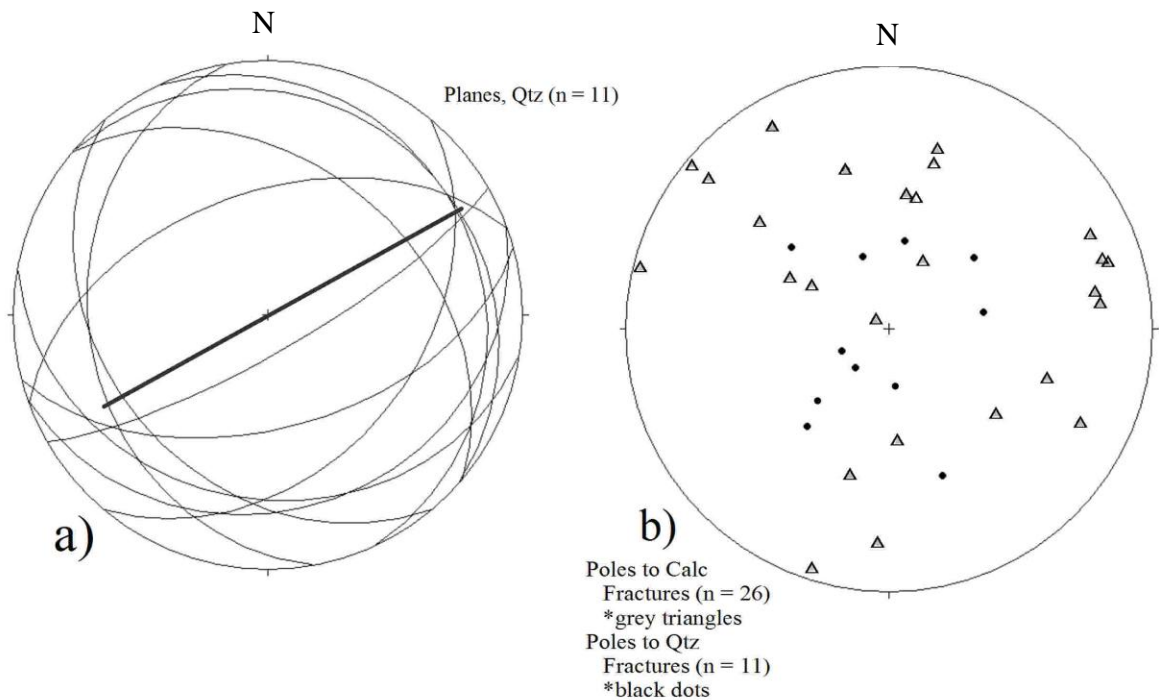 N
Planes, Qtz (n = 11)
a)
N
b)
Poles to Calc
Fractures (n = 26)
*grey triangles
Poles to Qtz
Fractures (n = 11)
*black dots